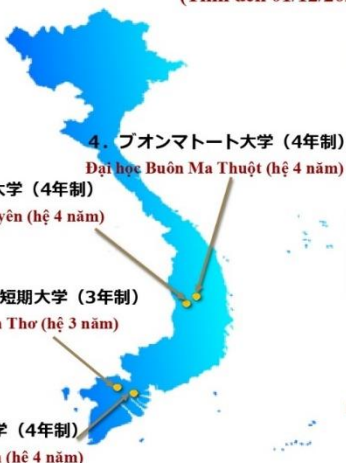 4. ブオンマトート大学（4年制）
Đại học Buôn Ma Thuột (hệ 4 năm)
大学（4年制）
(hệ 4 năm)
短期大学（3年制）
Thơ (hệ 3 năm)
（4年制）
(hệ 4 năm)